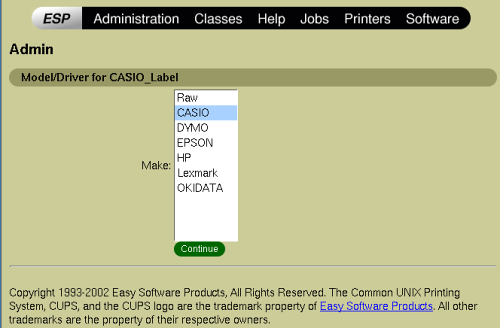 ESP Administration Classes Help Jobs Printers Software
Admin
Model/Driver for CASIO_Label
Make:
Raw
CASIO
DYMO
EPSON
HP
Lexmark
OKIDATA
Continue
Copyright 1993-2002 Easy Software Products, All Rights Reserved. The Common UNIX Printing
System, CUPS, and the CUPS logo are the trademark property of Easy Software Products. All other
trademarks are the property of their respective owners.